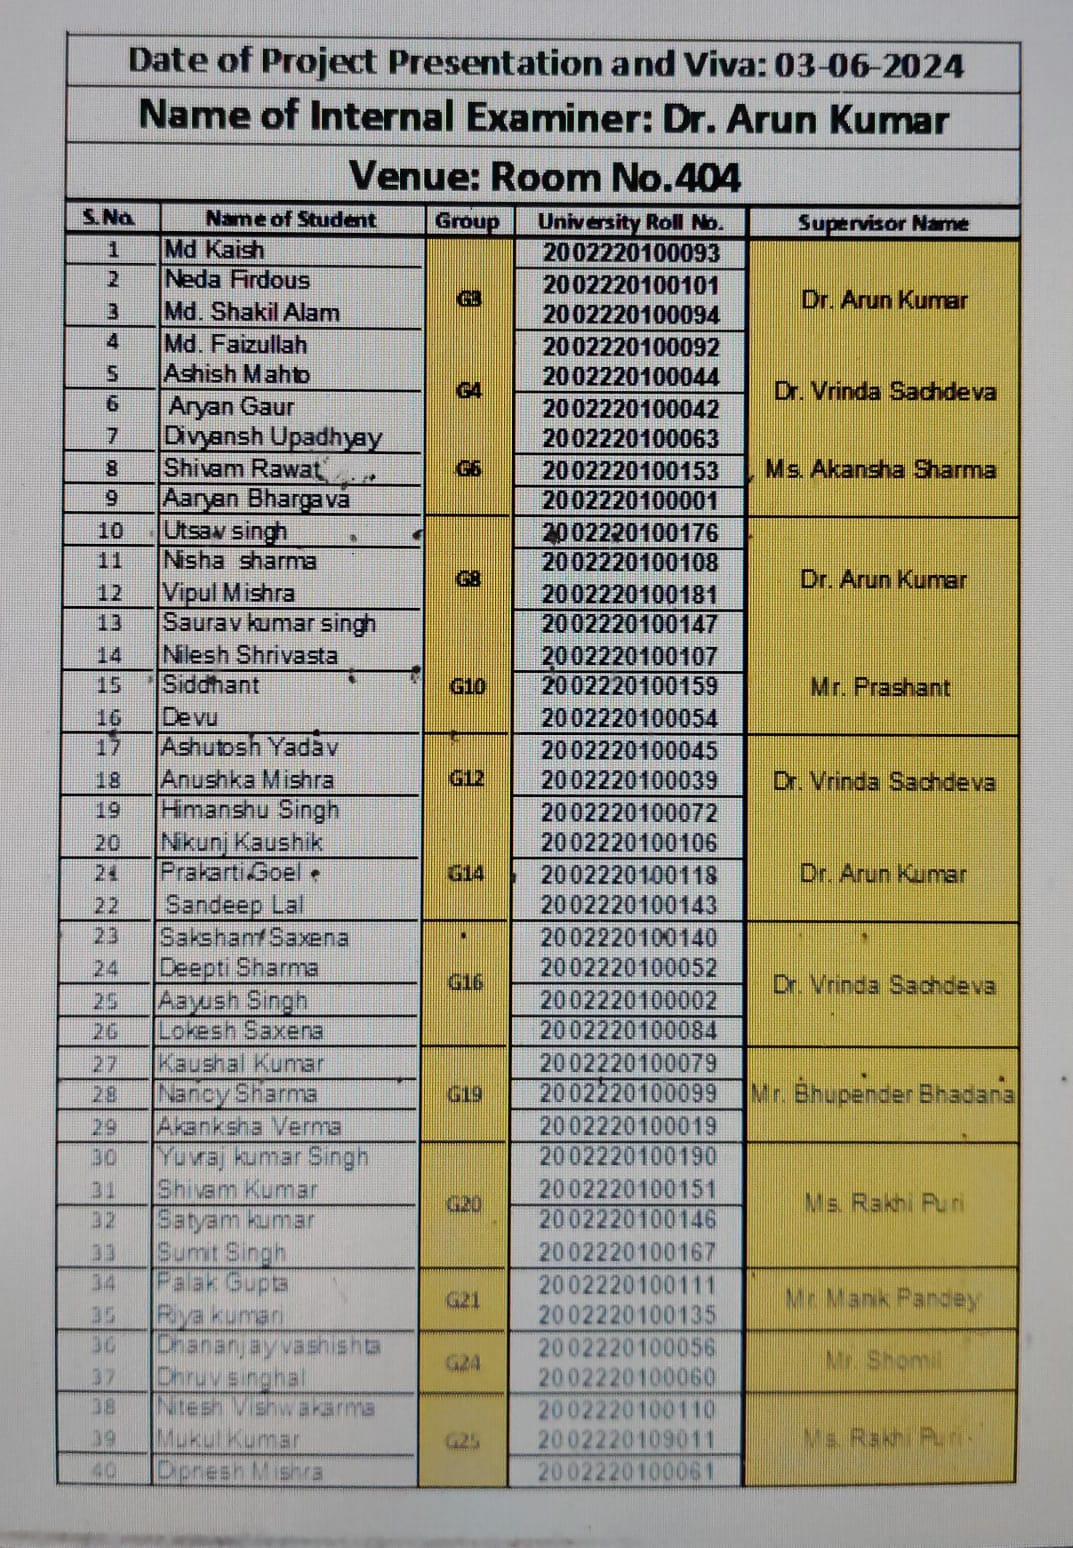 Date of Project Presentation and Viva: 03-06-2024
Name of Internal Examiner: Dr. Arun Kumar
Venue: Room No.404
S.No. Name of Student Group University Roll No. Supervisor Name
1 Md Kaish 2002220100093
2 Neda Firdous 2002220100101
G3 Dr. Arun Kumar
3 Md. Shakil Alam 2002220100094
4 Md. Faizullah 2002220100092
5 Ashish Mahto 2002220100044
G4 Dr. Vrinda Sachdeva
6 Aryan Gaur 2002220100042
7 Divyansh Upadhyay 2002220100063
8 Shivam Rawat G6 2002220100153 Ms. Akansha Sharma
9 Aaryan Bhargava 2002220100001
10 Utsav singh 2002220100176
11 Nisha sharma 2002220100108
G8 Dr. Arun Kumar
12 Vipul Mishra 2002220100181
13 Saurav kumar singh 2002220100147
14 Nilesh Shrivasta 2002220100107
15 Siddhant G10 2002220100159 Mr. Prashant
16 Devu 2002220100054
17 Ashutosh Yadav 2002220100045
18 Anushka Mishra G12 2002220100039 Dr. Vrinda Sachdeva
19 Himanshu Singh 2002220100072
20 Nikunj Kaushik 2002220100106
21 Prakarti Goel G14 2002220100118 Dr. Arun Kumar
22 Sandeep Lal 2002220100143
23 Saksham Saxena 2002220100140
24 Deepti Sharma 2002220100052
G16 Dr. Vrinda Sachdeva
25 Aayush Singh 2002220100002
26 Lokesh Saxena 2002220100084
27 Kaushal Kumar 2002220100079
28 Nancy Sharma G19 2002220100099 Mr. Bhupender Bhadana
29 Akanksha Verma 2002220100019
30 Yuvraj kumar Singh 2002220100190
31 Shivam Kumar 2002220100151
G20 Ms. Rakhi Puri
32 Satyam kumar 2002220100146
33 Sumit Singh 2002220100167
34 Palak Gupta 2002220100111
G21 Mr. Manik Pandey
35 Riya kumari 2002220100135
36 Dhananjay vashishta 2002220100056
G24 Mr. Shomil
37 Dhruv singhal 2002220100060
38 Nitesh Vishwakarma 2002220100110
39 Mukul Kumar G25 2002220109011 Ms. Rakhi Puri
40 Dipnesh Mishra 2002220100061